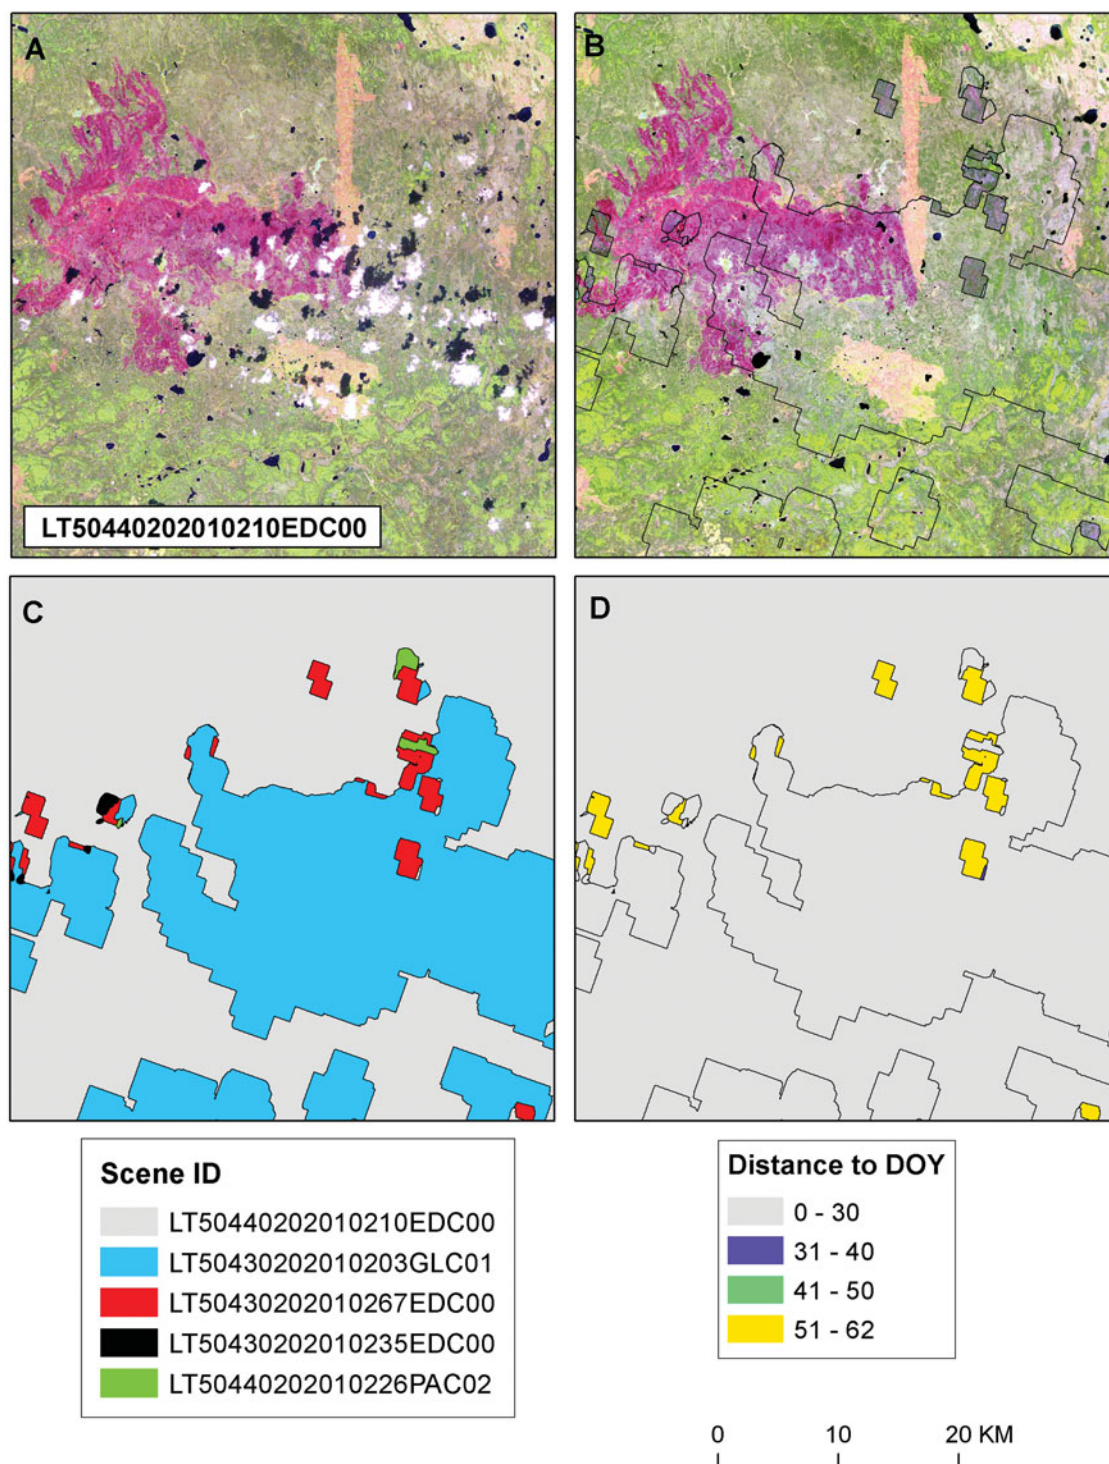 A
B
LT50440202010210EDC00
C
D
Scene ID
LT50440202010210EDC00
LT50430202010203GLC01
LT50430202010267EDC00
LT50430202010235EDC00
LT50440202010226PAC02
Distance to DOY
0 - 30
31 - 40
41 - 50
51 - 62
0 10 20 KM